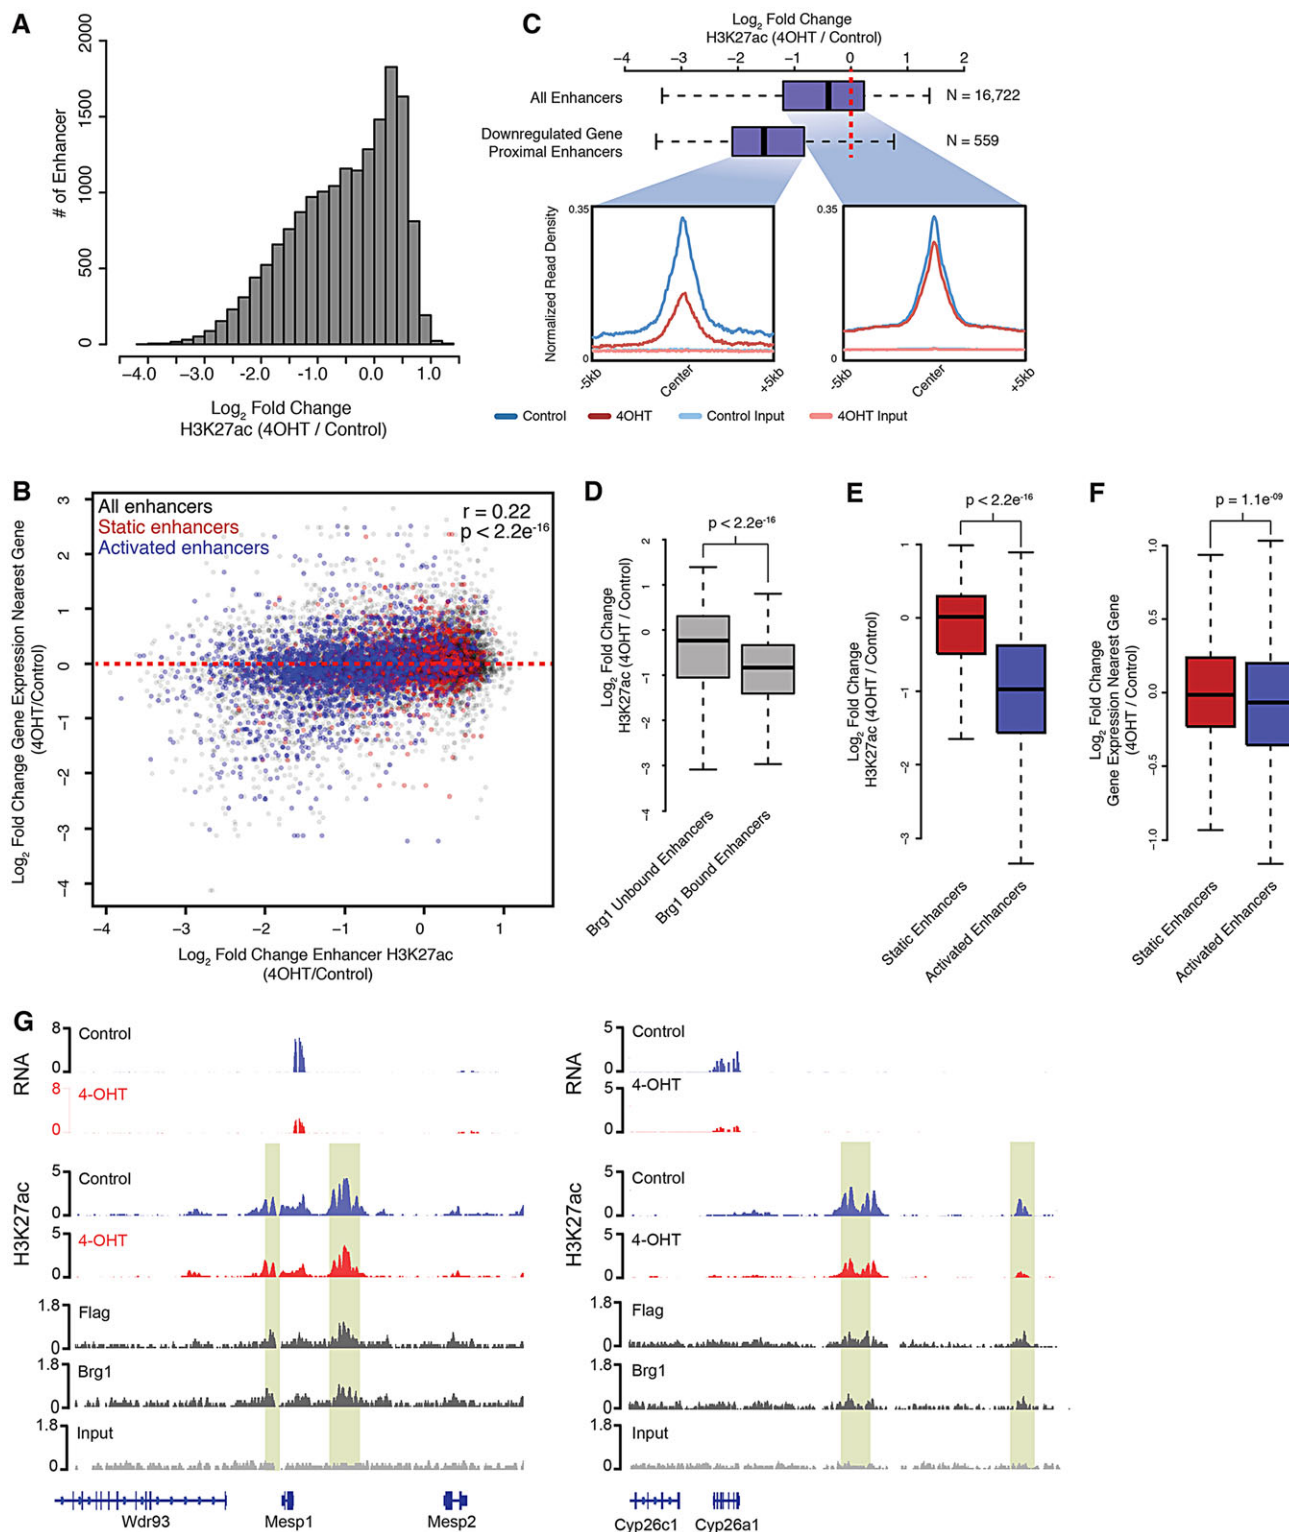 A
# of Enhancer
2000
1500
1000
500
0
−4.0 −3.0 −2.0 −1.0 0.0 1.0
Log2 Fold Change
H3K27ac (4OHT / Control)
C
Log2 Fold Change
H3K27ac (4OHT / Control)
−4 −3 −2 −1 0 1 2
All Enhancers
N = 16,722
Downregulated Gene
Proximal Enhancers
N = 559
Normalized Read Density
0.35
0
-5kb Center +5kb
0.35
0
-5kb Center +5kb
Control 4OHT Control Input 4OHT Input
B
Log2 Fold Change Gene Expression Nearest Gene
(4OHT/Control)
3
2
1
0
−1
−2
−3
−4
All enhancers
Static enhancers
Activated enhancers
r = 0.22
p < 2.2e-16
−4 −3 −2 −1 0 1
Log2 Fold Change Enhancer H3K27ac
(4OHT/Control)
D
p < 2.2e-16
Log2 Fold Change
H3K27ac (4OHT / Control)
2
1
0
−1
−2
−3
−4
Brg1 Unbound Enhancers
Brg1 Bound Enhancers
E
p < 2.2e-16
Log2 Fold Change
H3K27ac (4OHT / Control)
1
0
−1
−2
−3
Static Enhancers
Activated Enhancers
F
p = 1.1e-09
Log2 Fold Change
Gene Expression Nearest Gene
(4OHT / Control)
1.0
0.5
0.0
−0.5
−1.0
Static Enhancers
Activated Enhancers
G
RNA
8
Control
0
8
4-OHT
0
H3K27ac
5
Control
0
5
4-OHT
0
1.8
Flag
0
1.8
Brg1
0
1.8
Input
0
Wdr93 Mesp1 Mesp2
RNA
5
Control
0
5
4-OHT
0
H3K27ac
5
Control
0
5
4-OHT
0
1.8
Flag
0
1.8
Brg1
0
1.8
Input
0
Cyp26c1 Cyp26a1